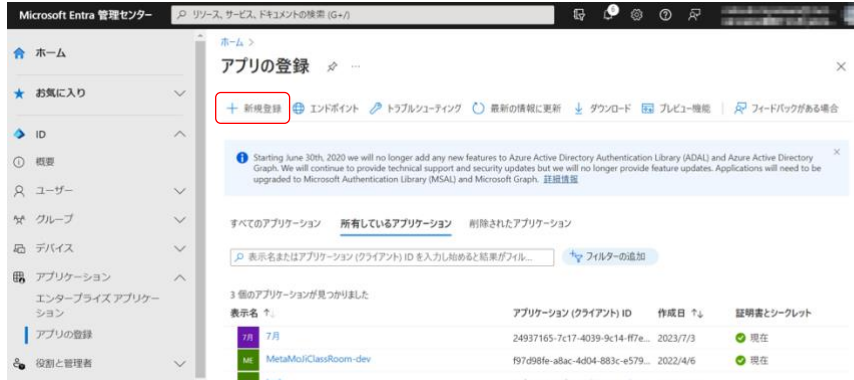 Microsoft Entra 管理センター
リソース、サービス、ドキュメントの検索 (G+/)
6
ホーム
お気に入り
ID
概要
ユーザー
グループ
デバイス
アプリケーション
エンタープライズ アプリケー
ション
アプリの登録
役割と管理者
ホーム >
アプリの登録
新規登録 エンドポイント トラブルシューティング 最新の情報に更新 ダウンロード プレビュー機能 フィードバックがある場合
Starting June 30th, 2020 we will no longer add any new features to Azure Active Directory Authentication Library (ADAL) and Azure Active Directory
Graph. We will continue to provide technical support and security updates but we will no longer provide feature updates. Applications will need to be
upgraded to Microsoft Authentication Library (MSAL) and Microsoft Graph. 詳細情報
すべてのアプリケーション 所有しているアプリケーション 削除されたアプリケーション
表示名またはアプリケーション (クライアント) ID を入力し始めると結果がフィル...
フィルターの追加
3 個のアプリケーションが見つかりました
表示名 ↑ アプリケーション (クライアント) ID 作成日 ↑↓ 証明書とシークレット
7月 7月 24937165-7c17-4039-9c14-ff7e... 2023/7/3 現在
ME MetaMoJiClassRoom-dev f97d98fe-a8ac-4d04-883c-e579... 2022/4/6 現在